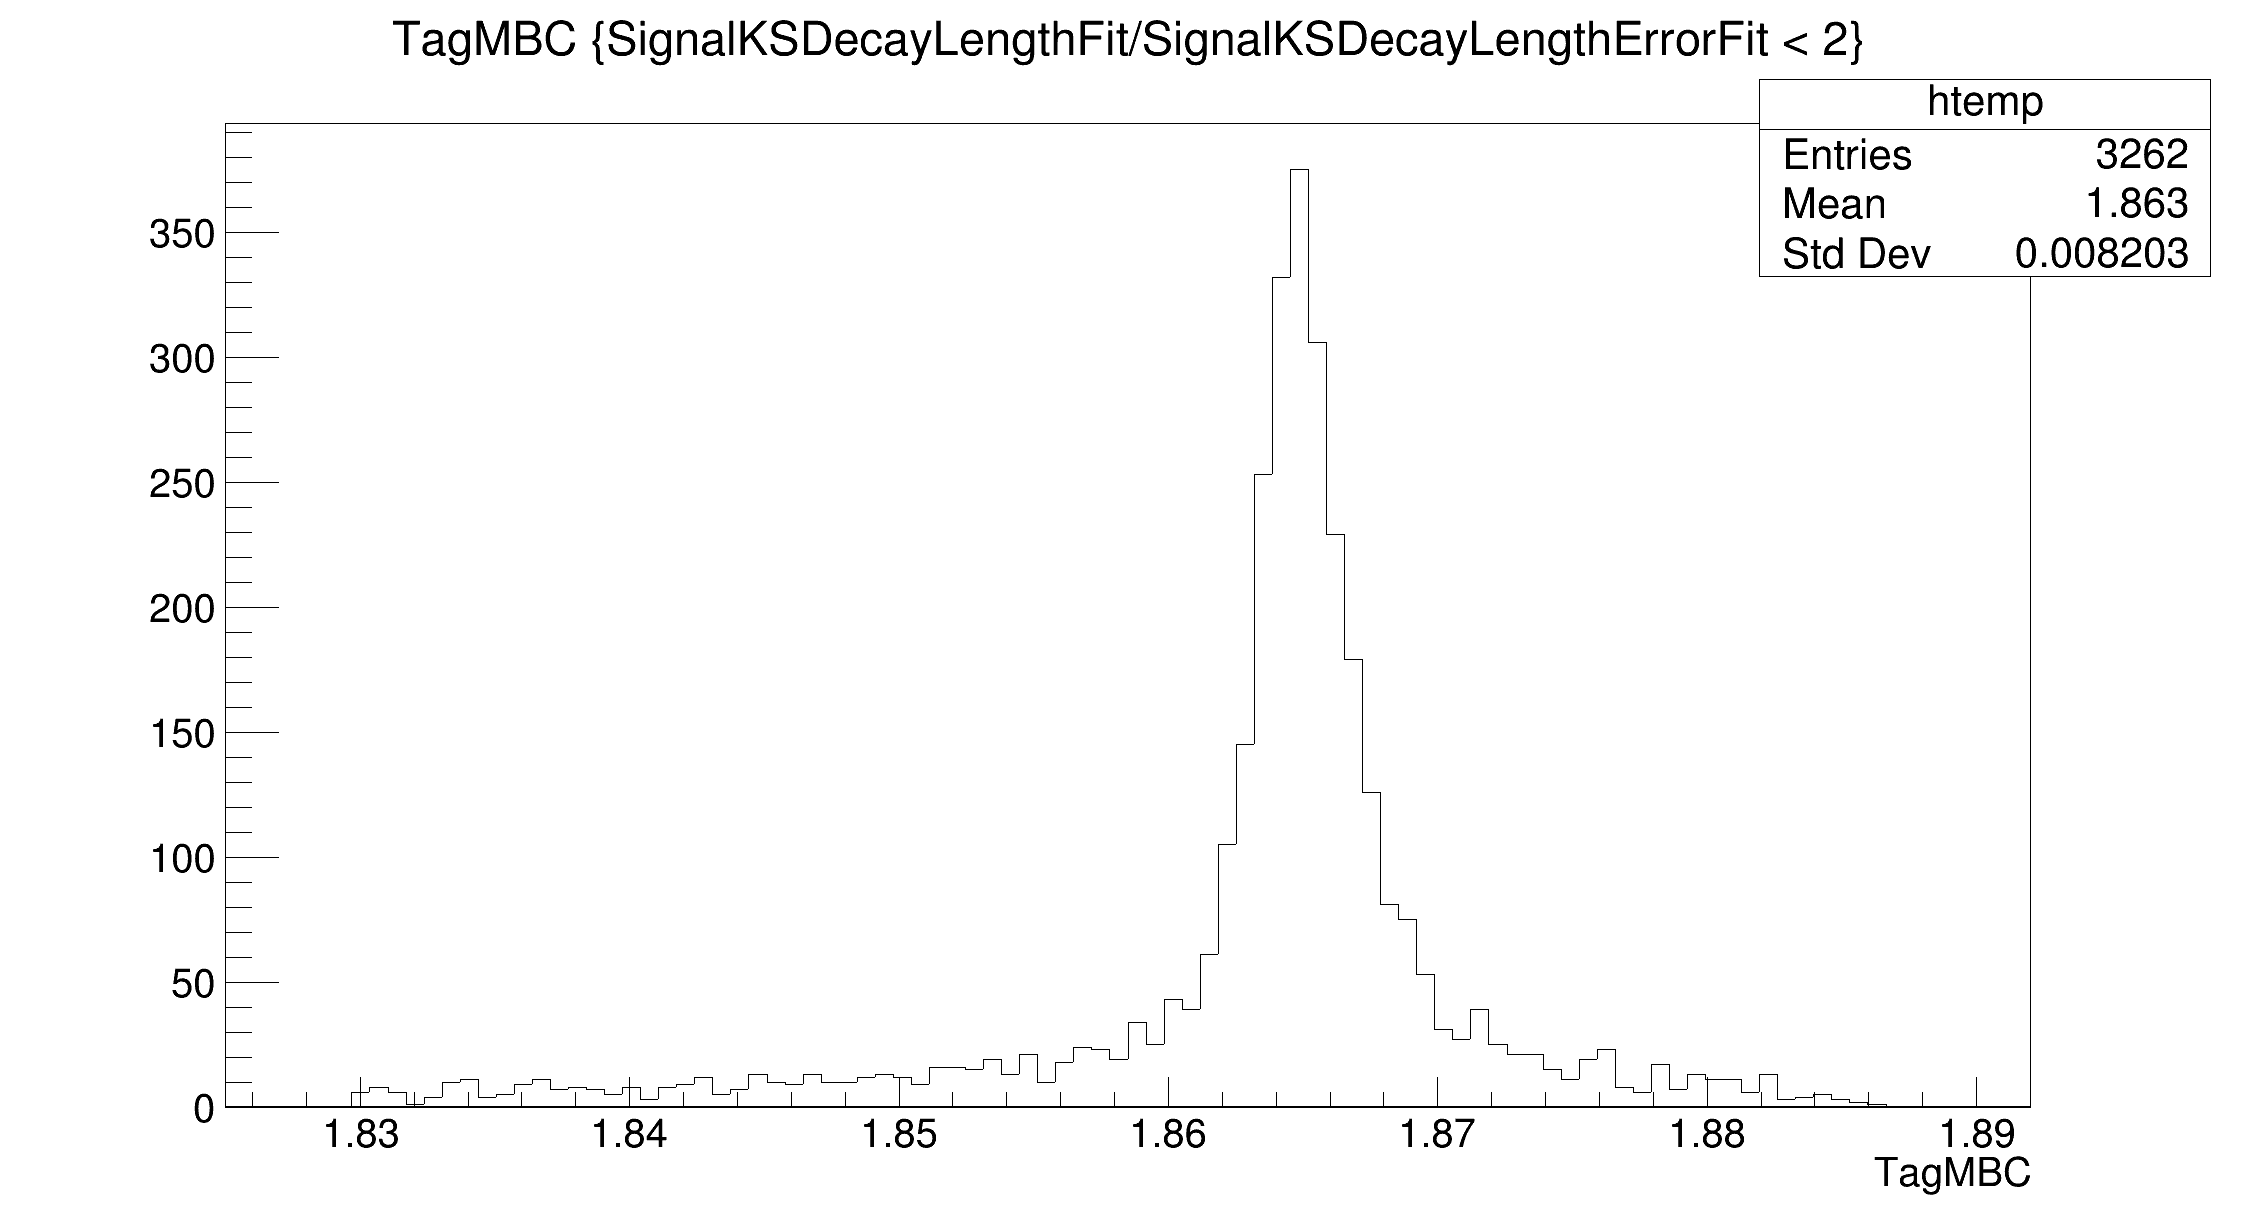 TagMBC {SignalKSDecayLengthFit/SignalKSDecayLengthErrorFit < 2}
htemp
Entries 3262
Mean 1.863
Std Dev 0.008203
350
300
250
200
150
100
50
0
1.83 1.84 1.85 1.86 1.87 1.88 1.89
TagMBC